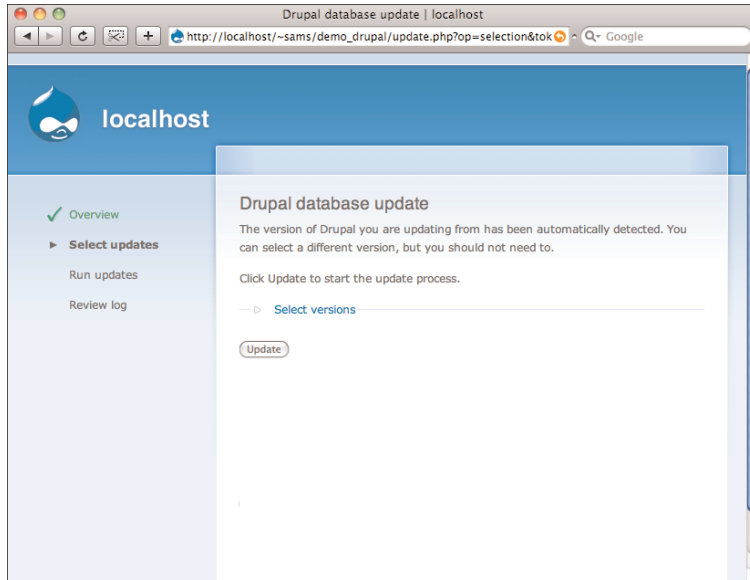 Drupal database update | localhost
http://localhost/~sams/demo_drupal/update.php?op=selection&tok
Google
localhost
Overview
Select updates
Run updates
Review log
Drupal database update
The version of Drupal you are updating from has been automatically detected. You
can select a different version, but you should not need to.
Click Update to start the update process.
Select versions
Update